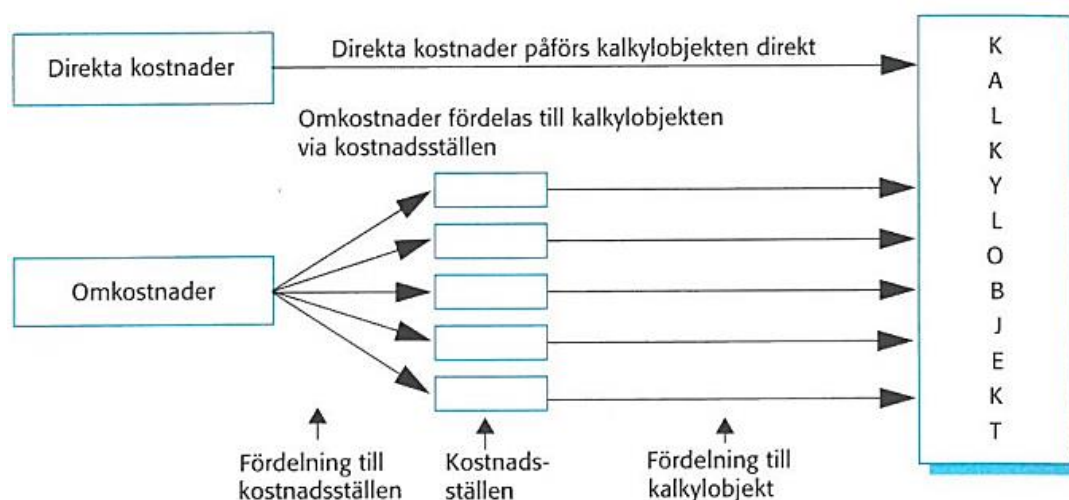 Direkta kostnader
Direkta kostnader påförs kalkylobjekten direkt
Omkostnader fördelas till kalkylobjekten
via kostnadsställen
Omkostnader
Fördelning till
kostnadsställen
Kostnads-
ställen
Fördelning till
kalkylobjekt
K
A
L
K
Y
L
O
B
J
E
K
T